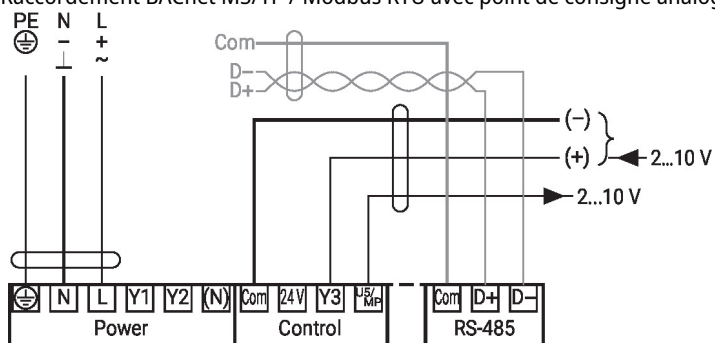 Raccordement BACnet MS/TP / Modbus RTU avec point de consigne analog
PE N L
– +
⊥ ~
Com
D–
D+
(–)
(+)
2...10 V
2...10 V
N L Y1 Y2 (N) Com 24V Y3 U5/MP Com D+ D–
Power Control RS-485